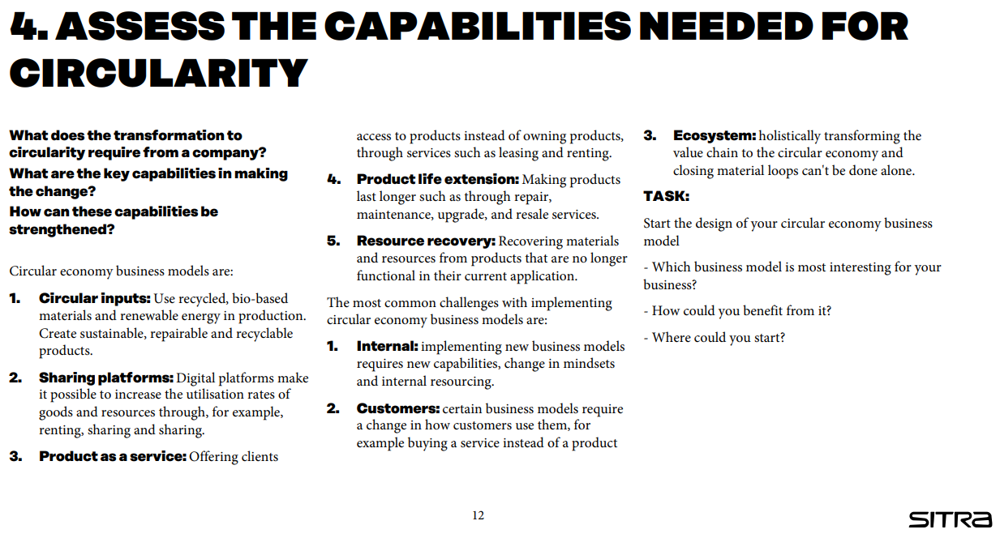 4. ASSESS THE CAPABILITIES NEEDED FOR
CIRCULARITY
What does the transformation to
circularity require from a company?
What are the key capabilities in making
the change?
How can these capabilities be
strengthened?
Circular economy business models are:
1. Circular inputs: Use recycled, bio-based
materials and renewable energy in production.
Create sustainable, repairable and recyclable
products.
2. Sharing platforms: Digital platforms make
it possible to increase the utilisation rates of
goods and resources through, for example,
renting, sharing and sharing.
3. Product as a service: Offering clients
access to products instead of owning products,
through services such as leasing and renting.
4. Product life extension: Making products
last longer such as through repair,
maintenance, upgrade, and resale services.
5. Resource recovery: Recovering materials
and resources from products that are no longer
functional in their current application.
The most common challenges with implementing
circular economy business models are:
1. Internal: implementing new business models
requires new capabilities, change in mindsets
and internal resourcing.
2. Customers: certain business models require
a change in how customers use them, for
example buying a service instead of a product
3. Ecosystem: holistically transforming the
value chain to the circular economy and
closing material loops can't be done alone.
TASK:
Start the design of your circular economy business
model
- Which business model is most interesting for your
business?
- How could you benefit from it?
- Where could you start?
12
SITRA